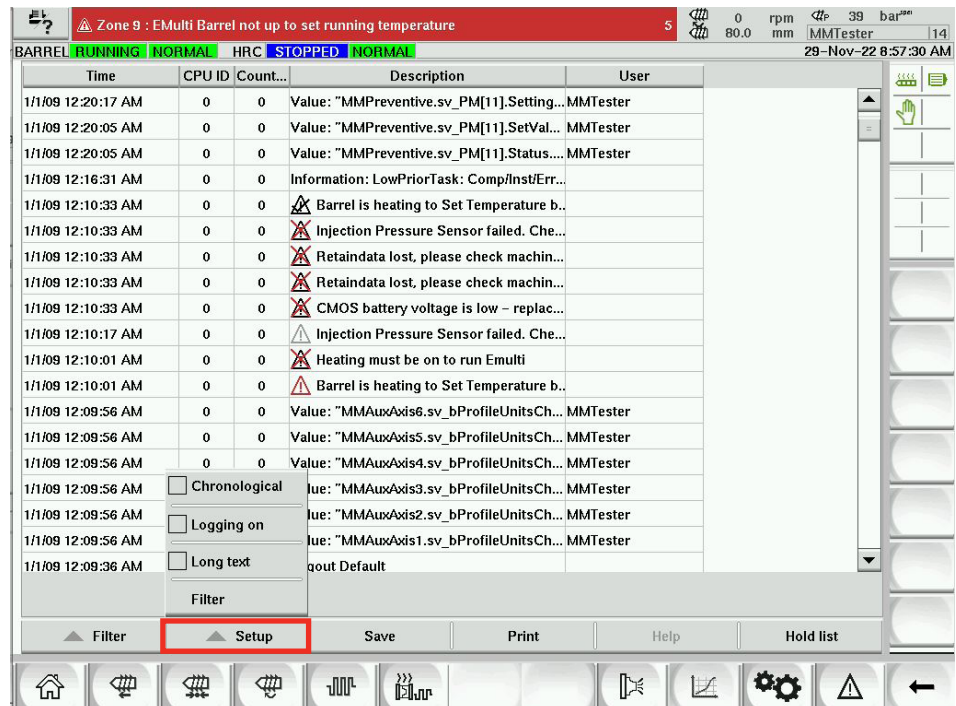 Zone 9 : EMulti Barrel not up to set running temperature 5 0 rpm 39 bar spec
80.0 mm MMTester 14
BARREL RUNNING NORMAL HRC STOPPED NORMAL 29-Nov-22 8:57:30 AM
Time CPU ID Count... Description User
1/1/09 12:20:17 AM 0 0 Value: "MMPreventive.sv_PM[11].Setting... MMTester
1/1/09 12:20:05 AM 0 0 Value: "MMPreventive.sv_PM[11].SetVal... MMTester
1/1/09 12:20:05 AM 0 0 Value: "MMPreventive.sv_PM[11].Status.... MMTester
1/1/09 12:16:31 AM 0 0 Information: LowPriorTask: Comp/Inst/Err...
1/1/09 12:10:33 AM 0 0 Barrel is heating to Set Temperature b..
1/1/09 12:10:33 AM 0 0 Injection Pressure Sensor failed. Che...
1/1/09 12:10:33 AM 0 0 Retaindata lost, please check machin...
1/1/09 12:10:33 AM 0 0 Retaindata lost, please check machin...
1/1/09 12:10:33 AM 0 0 CMOS battery voltage is low – replac...
1/1/09 12:10:17 AM 0 0 Injection Pressure Sensor failed. Che...
1/1/09 12:10:01 AM 0 0 Heating must be on to run Emulti
1/1/09 12:10:01 AM 0 0 Barrel is heating to Set Temperature b..
1/1/09 12:09:56 AM 0 0 Value: "MMAuxAxis6.sv_bProfileUnitsCh... MMTester
1/1/09 12:09:56 AM 0 0 Value: "MMAuxAxis5.sv_bProfileUnitsCh... MMTester
1/1/09 12:09:56 AM 0 0 Value: "MMAuxAxis4.sv_bProfileUnitsCh... MMTester
1/1/09 12:09:56 AM Chronological lue: "MMAuxAxis3.sv_bProfileUnitsCh... MMTester
1/1/09 12:09:56 AM Logging on lue: "MMAuxAxis2.sv_bProfileUnitsCh... MMTester
1/1/09 12:09:56 AM lue: "MMAuxAxis1.sv_bProfileUnitsCh... MMTester
1/1/09 12:09:36 AM Long text gout Default
Filter
Filter Setup Save Print Help Hold list